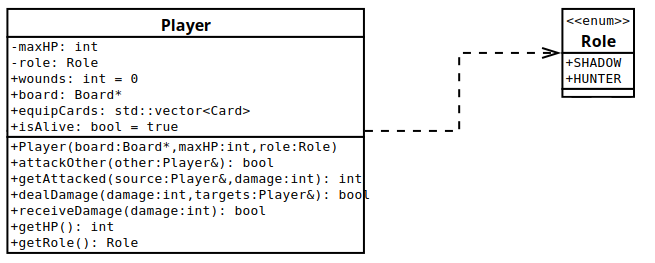 Player
-maxHP: int
-role: Role
+wounds: int = 0
+board: Board*
+equipCards: std::vector<Card>
+isAlive: bool = true
+Player(board:Board*,maxHP:int,role:Role)
+attackOther(other:Player&): bool
+getAttacked(source:Player&,damage:int): int
+dealDamage(damage:int,targets:Player&): bool
+receiveDamage(damage:int): bool
+getHP(): int
+getRole(): Role
<<enum>>
Role
+SHADOW
+HUNTER